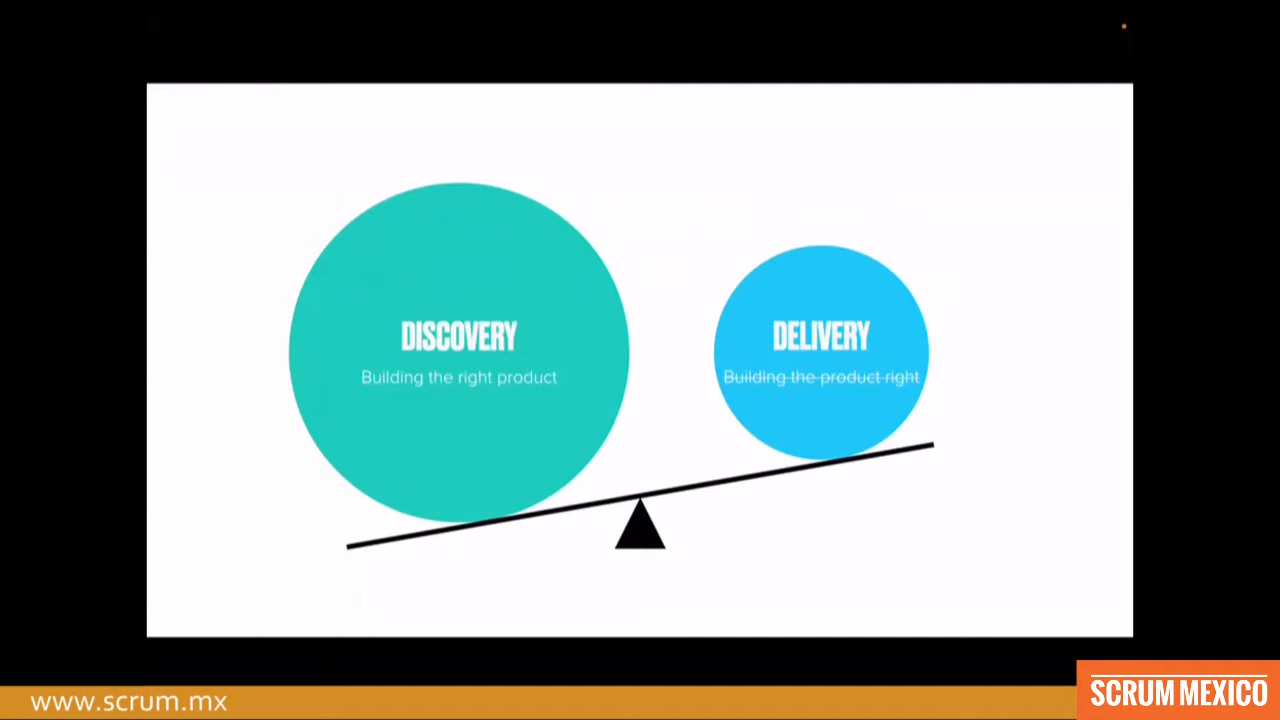 DISCOVERY
Building the right product
DELIVERY
Building the product right
www.scrum.mx
SCRUM MEXICO